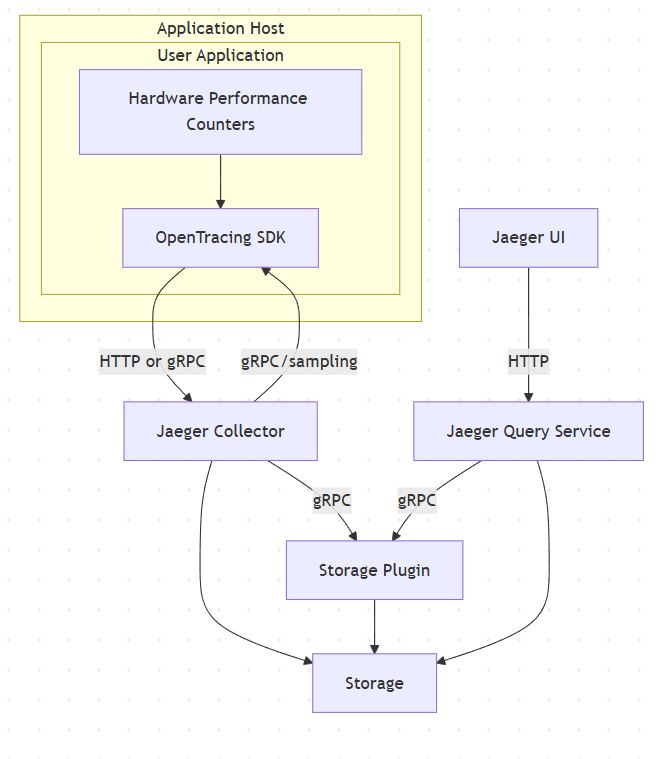 Application Host
User Application
Hardware Performance
Counters
OpenTracing SDK
Jaeger UI
HTTP or gRPC
gRPC/sampling
HTTP
Jaeger Collector
Jaeger Query Service
gRPC
gRPC
Storage Plugin
Storage